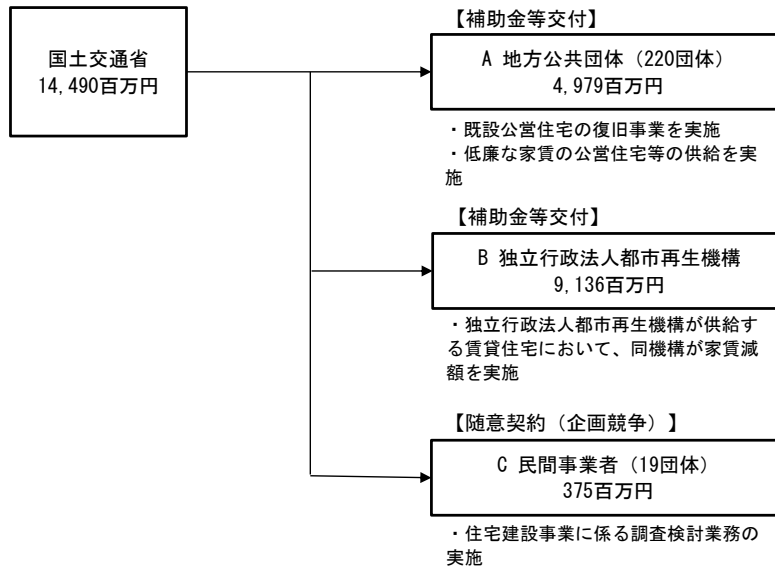 国土交通省
14,490百万円
【補助金等交付】
A 地方公共団体（220団体）
4,979百万円
・既設公営住宅の復旧事業を実施
・低廉な家賃の公営住宅等の供給を実
施
【補助金等交付】
B 独立行政法人都市再生機構
9,136百万円
・独立行政法人都市再生機構が供給す
る賃貸住宅において、同機構が家賃減
額を実施
【随意契約（企画競争）】
C 民間事業者（19団体）
375百万円
・住宅建設事業に係る調査検討業務の
実施